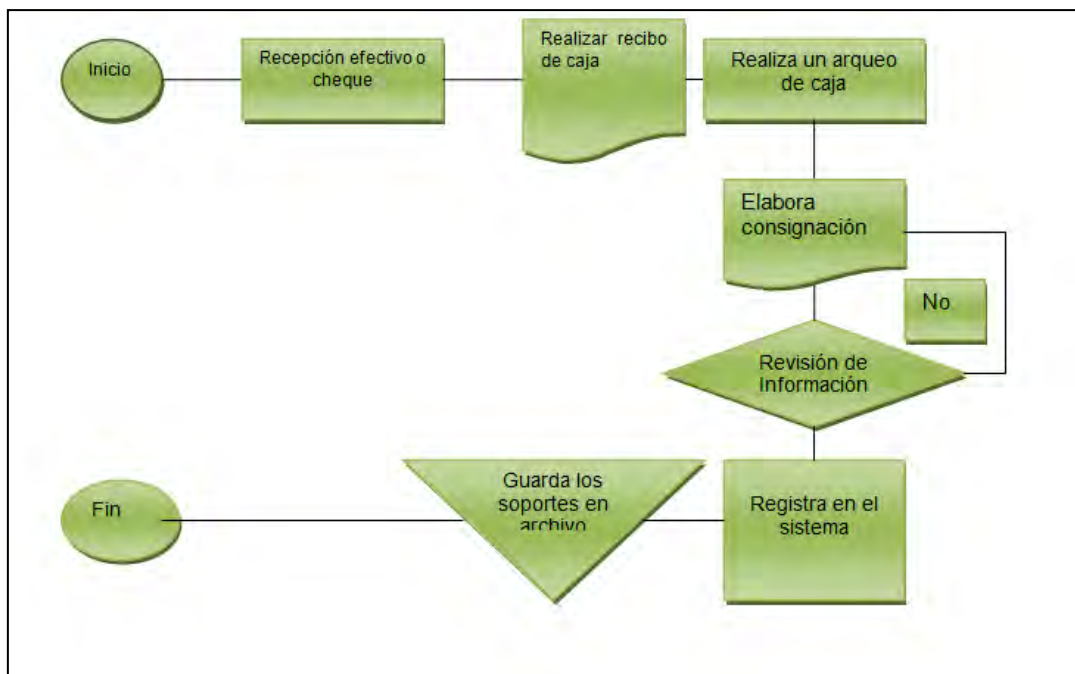 Inicio
Recepción efectivo o
cheque
Realizar recibo
de caja
Realiza un arqueo
de caja
Elabora
consignación
No
Revisión de
Información
Registra en el
sistema
Guarda los
soportes en
archivo
Fin